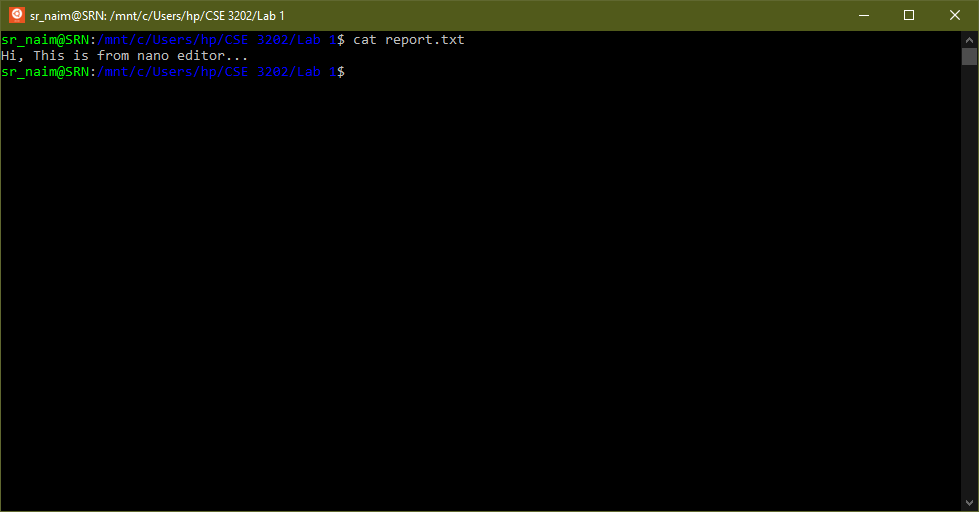 sr_naim@SRN: /mnt/c/Users/hp/CSE 3202/Lab 1
sr_naim@SRN:/mnt/c/Users/hp/CSE 3202/Lab 1$ cat report.txt
Hi, This is from nano editor...
sr_naim@SRN:/mnt/c/Users/hp/CSE 3202/Lab 1$